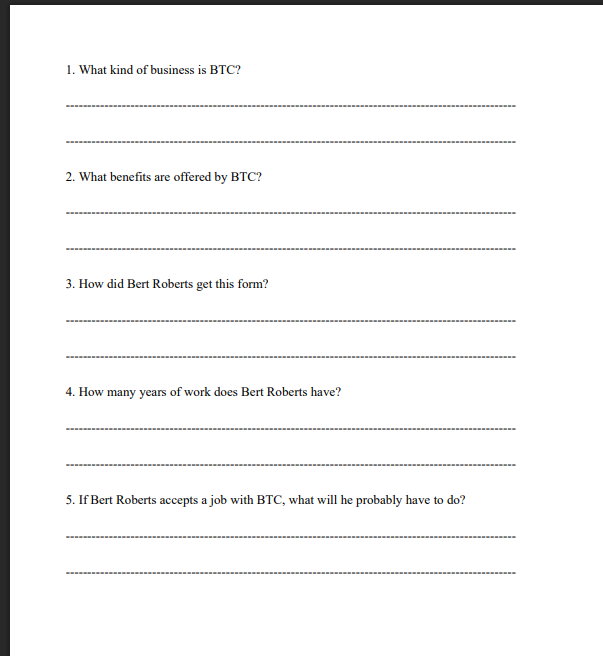 1. What kind of business is BTC?
2. What benefits are offered by BTC?
3. How did Bert Roberts get this form?
4. How many years of work does Bert Roberts have?
5. If Bert Roberts accepts a job with BTC, what will he probably have to do?